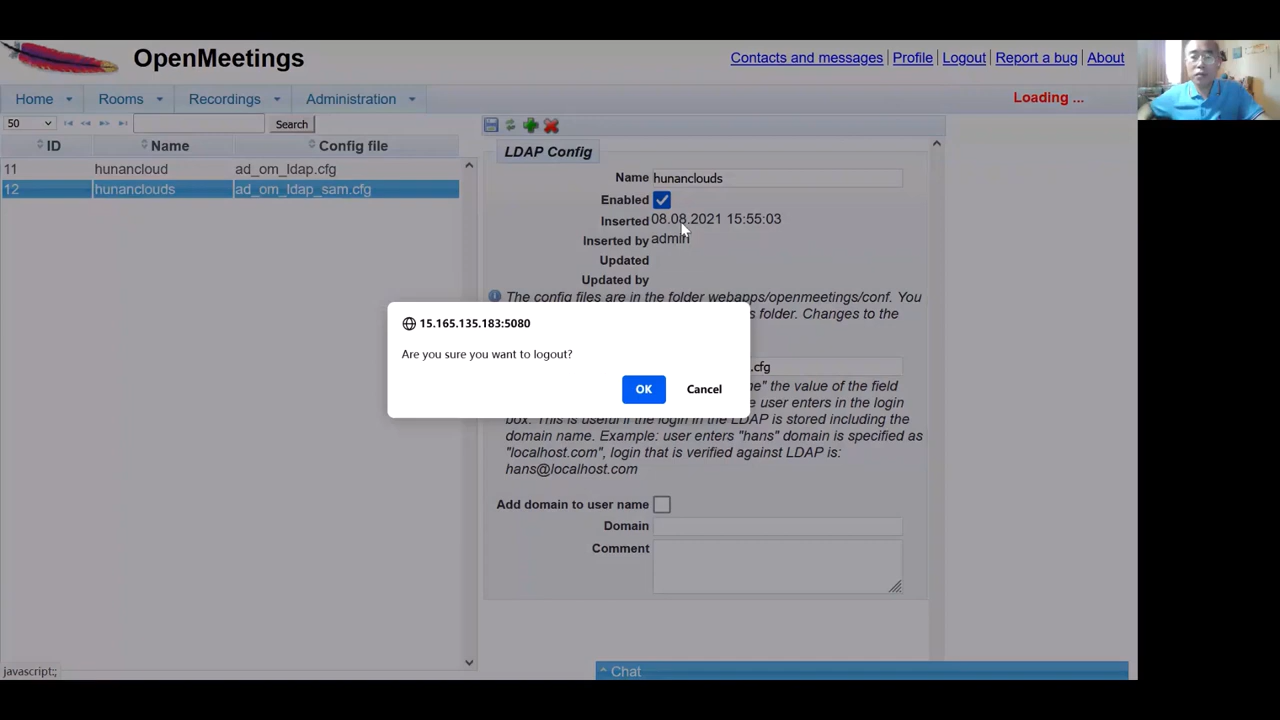 OpenMeetings
Contacts and messages Profile Logout Report a bug About
Home Rooms Recordings Administration
Loading ...
50 Search
ID Name Config file
11 hunancloud ad_om_ldap.cfg
12 hunanclouds ad_om_ldap_sam.cfg
LDAP Config
Name hunanclouds
Enabled
Inserted 08.08.2021 15:55:03
Inserted by admin
Updated
Updated by
The config files are in the folder webapps/openmeetings/conf. You
s folder. Changes to the
15.165.135.183:5080
Are you sure you want to logout?
OK Cancel
.cfg
e" the value of the field
e user enters in the login
box. This is useful if the login in the LDAP is stored including the
domain name. Example: user enters "hans" domain is specified as
"localhost.com", login that is verified against LDAP is:
hans@localhost.com
Add domain to user name
Domain
Comment
javascript:;
Chat